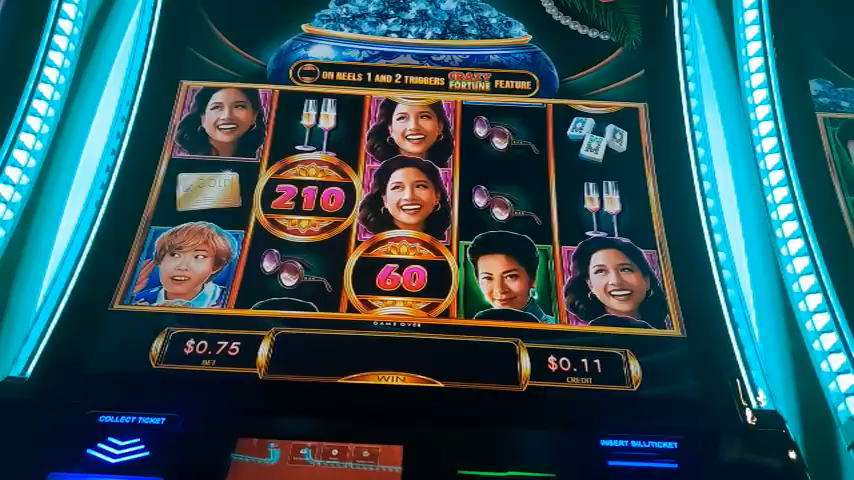 ON REELS 1 AND 2 TRIGGERS CRAZY FORTUNE FEATURE
GOLD
210
60
GAME OVER
$0.75
BET
WIN
$0.11
CREDIT
COLLECT TICKET
INSERT BILL/TICKET